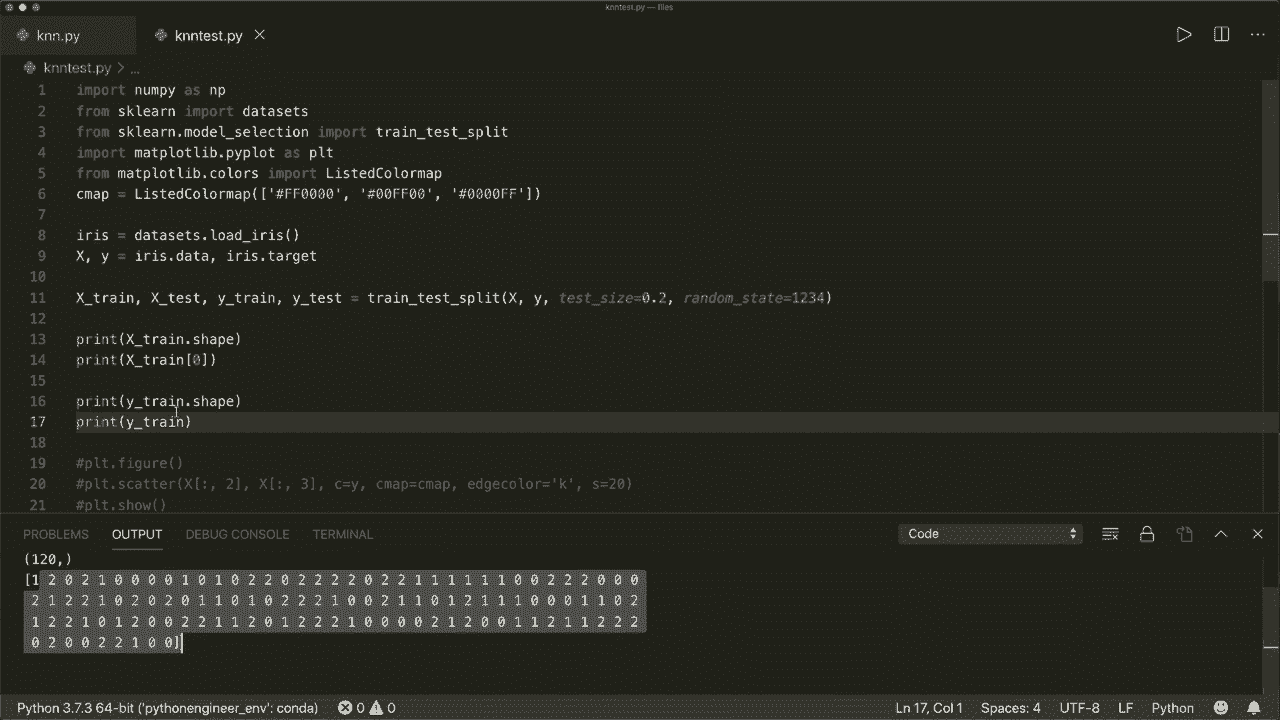 knntest.py — files
knn.py knntest.py
knntest.py > ...
1 import numpy as np
2 from sklearn import datasets
3 from sklearn.model_selection import train_test_split
4 import matplotlib.pyplot as plt
5 from matplotlib.colors import ListedColormap
6 cmap = ListedColormap(['#FF0000', '#00FF00', '#0000FF'])
7
8 iris = datasets.load_iris()
9 X, y = iris.data, iris.target
10
11 X_train, X_test, y_train, y_test = train_test_split(X, y, test_size=0.2, random_state=1234)
12
13 print(X_train.shape)
14 print(X_train[0])
15
16 print(y_train.shape)
17 print(y_train)
18
19 #plt.figure()
20 #plt.scatter(X[:, 2], X[:, 3], c=y, cmap=cmap, edgecolor='k', s=20)
21 #plt.show()
PROBLEMS OUTPUT DEBUG CONSOLE TERMINAL Code
(120,)
[1 2 0 2 1 0 0 0 0 1 0 1 0 2 2 0 2 2 2 2 0 2 2 1 1 1 1 1 1 0 0 2 2 2 0 0 0
2 1 2 2 1 0 2 0 2 0 1 1 0 1 0 2 2 2 1 0 0 2 1 1 0 1 2 1 1 1 0 0 0 1 1 0 2
1 2 2 1 0 1 2 0 0 2 2 1 1 2 0 1 2 2 2 1 0 0 0 0 2 1 2 0 0 1 1 2 1 1 2 2 2
0 2 0 0 2 2 1 0 0]
Python 3.7.3 64-bit ('pythonengineer_env': conda) 0 0 Ln 17, Col 1 Spaces: 4 UTF-8 LF Python